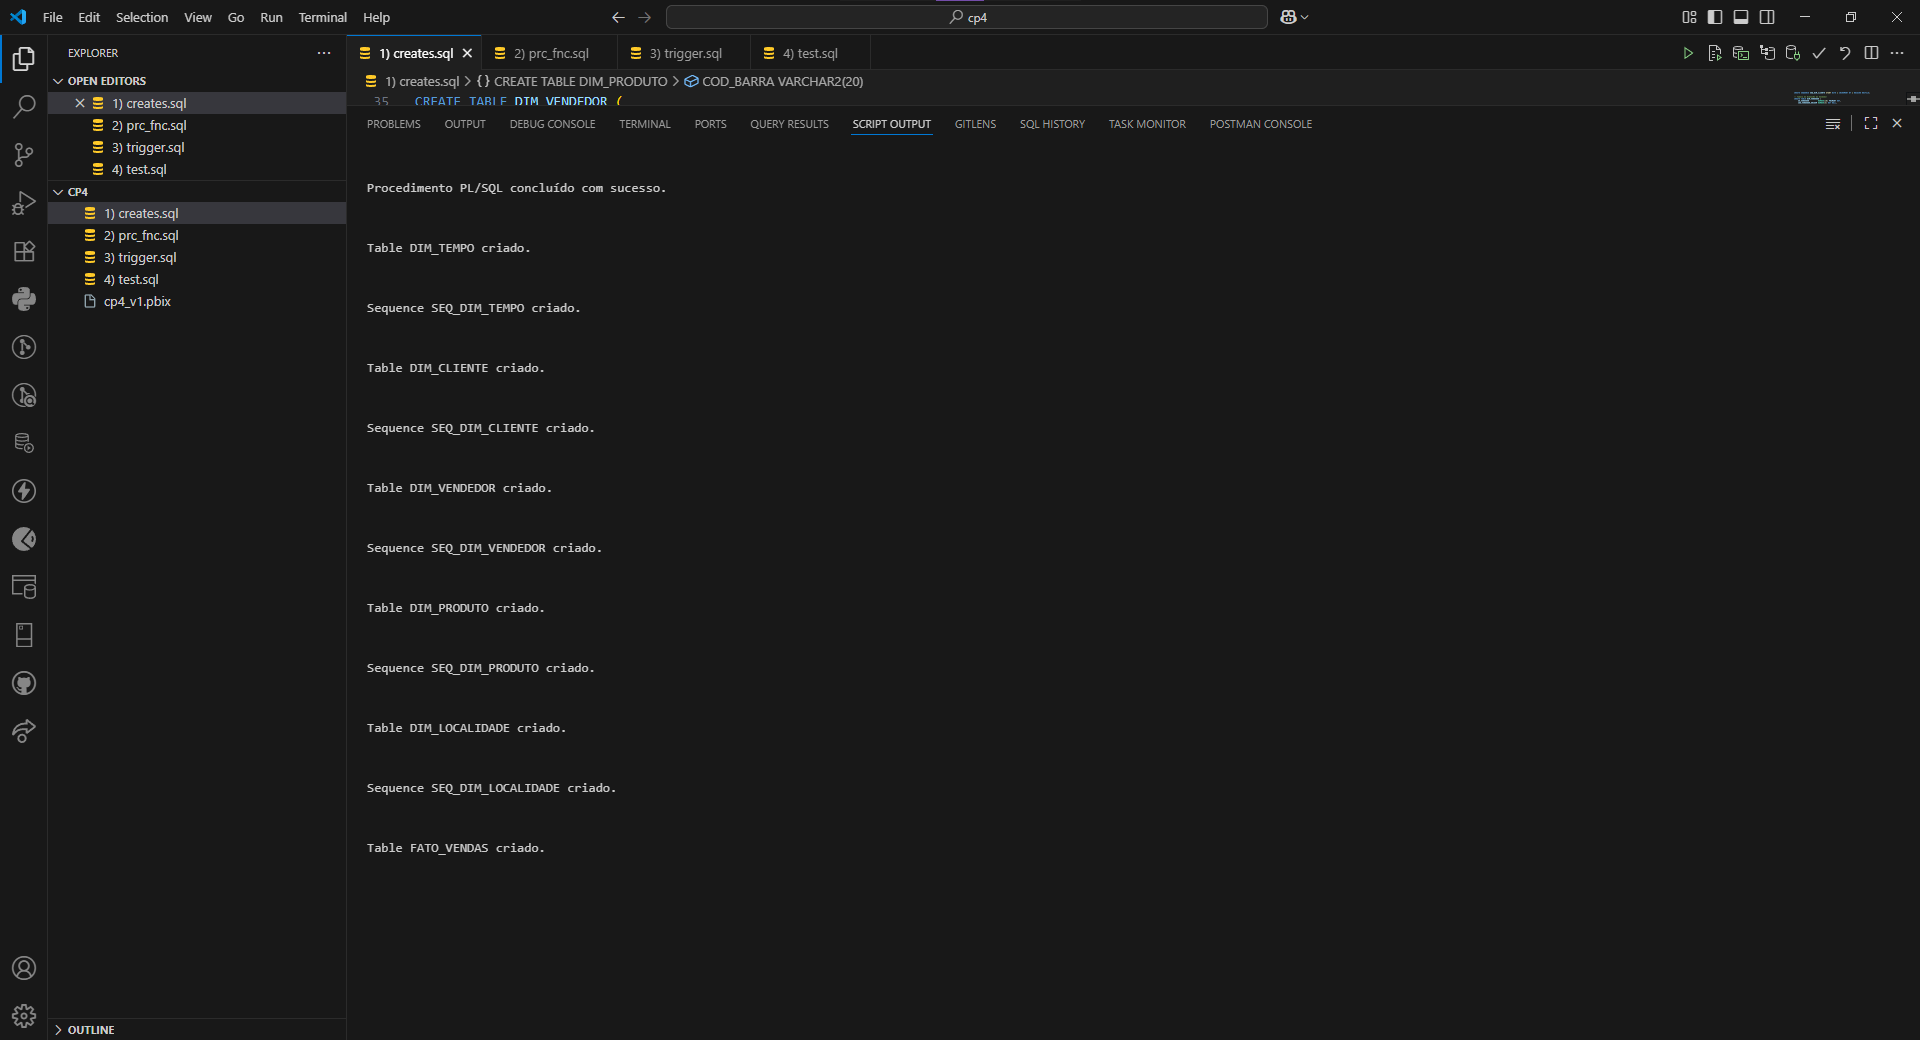 File Edit Selection View Go Run Terminal Help
cp4
EXPLORER
OPEN EDITORS
1) creates.sql
2) prc_fnc.sql
3) trigger.sql
4) test.sql
CP4
1) creates.sql
2) prc_fnc.sql
3) trigger.sql
4) test.sql
cp4_v1.pbix
OUTLINE
1) creates.sql 2) prc_fnc.sql 3) trigger.sql 4) test.sql
1) creates.sql > {} CREATE TABLE DIM_PRODUTO > COD_BARRA VARCHAR2(20)
35 CREATE TABLE DIM_VENDEDOR (
PROBLEMS OUTPUT DEBUG CONSOLE TERMINAL PORTS QUERY RESULTS SCRIPT OUTPUT GITLENS SQL HISTORY TASK MONITOR POSTMAN CONSOLE
Procedimento PL/SQL concluído com sucesso.
Table DIM_TEMPO criado.
Sequence SEQ_DIM_TEMPO criado.
Table DIM_CLIENTE criado.
Sequence SEQ_DIM_CLIENTE criado.
Table DIM_VENDEDOR criado.
Sequence SEQ_DIM_VENDEDOR criado.
Table DIM_PRODUTO criado.
Sequence SEQ_DIM_PRODUTO criado.
Table DIM_LOCALIDADE criado.
Sequence SEQ_DIM_LOCALIDADE criado.
Table FATO_VENDAS criado.